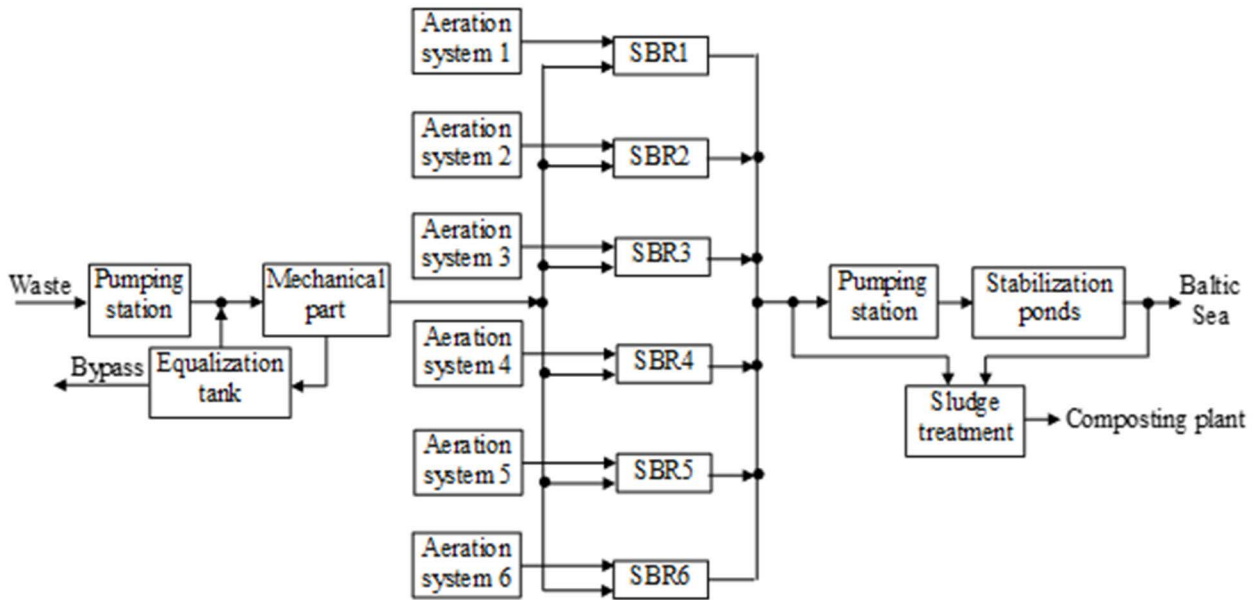 Aeration
system 1
SBR1
Aeration
system 2
SBR2
Aeration
system 3
SBR3
Waste
Pumping
station
Mechanical
part
Pumping
station
Stabilization
ponds
Baltic
Sea
Bypass
Equalization
tank
Aeration
system 4
SBR4
Sludge
treatment
Composting plant
Aeration
system 5
SBR5
Aeration
system 6
SBR6